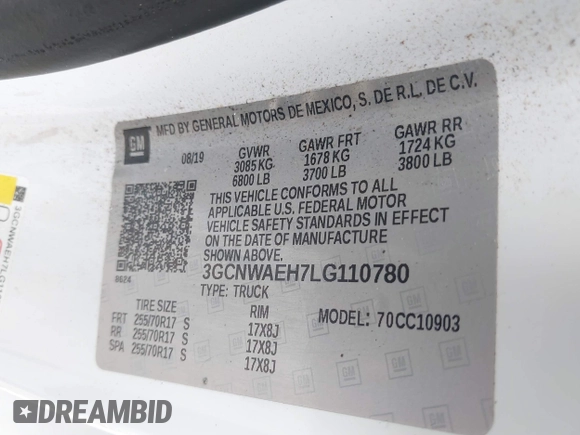 MFD BY GENERAL MOTORS DE MEXICO, S. DE R.L. DE C.V.
GM
08/19 GVWR GAWR FRT GAWR RR
3085 KG 1678 KG 1724 KG
6800 LB 3700 LB 3800 LB
THIS VEHICLE CONFORMS TO ALL
APPLICABLE U.S. FEDERAL MOTOR
VEHICLE SAFETY STANDARDS IN EFFECT
ON THE DATE OF MANUFACTURE
SHOWN ABOVE.
3GCNWAEH7LG110780
TYPE: TRUCK
8624
TIRE SIZE RIM MODEL: 70CC10903
FRT 255/70R17 S 17X8J
RR 255/70R17 S 17X8J
SPA 255/70R17 S 17X8J
DREAMBID